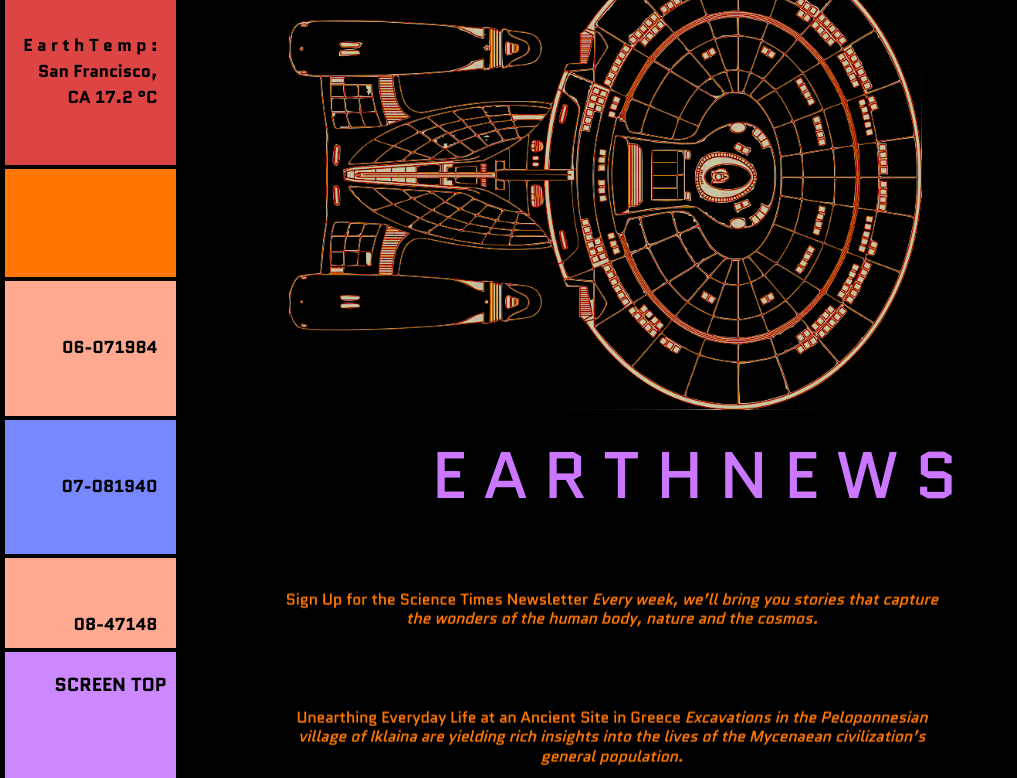 EarthTemp:
San Francisco,
CA 17.2 °C
06-071984
07-081940
08-47148
SCREEN TOP
EARTHNEWS
Sign Up for the Science Times Newsletter Every week, we’ll bring you stories that capture
the wonders of the human body, nature and the cosmos.
Unearthing Everyday Life at an Ancient Site in Greece Excavations in the Peloponnesian
village of Iklaina are yielding rich insights into the lives of the Mycenaean civilization’s
general population.